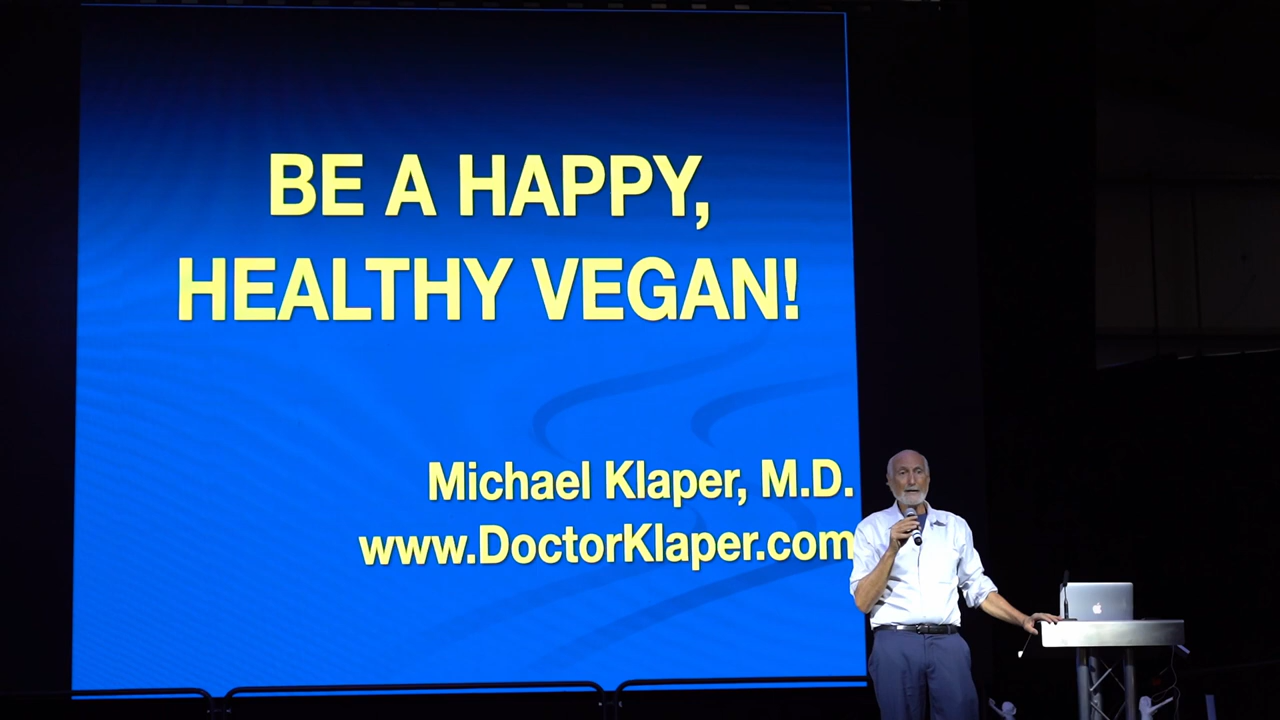 BE A HAPPY,
HEALTHY VEGAN!
Michael Klaper, M.D.
www.DoctorKlaper.com